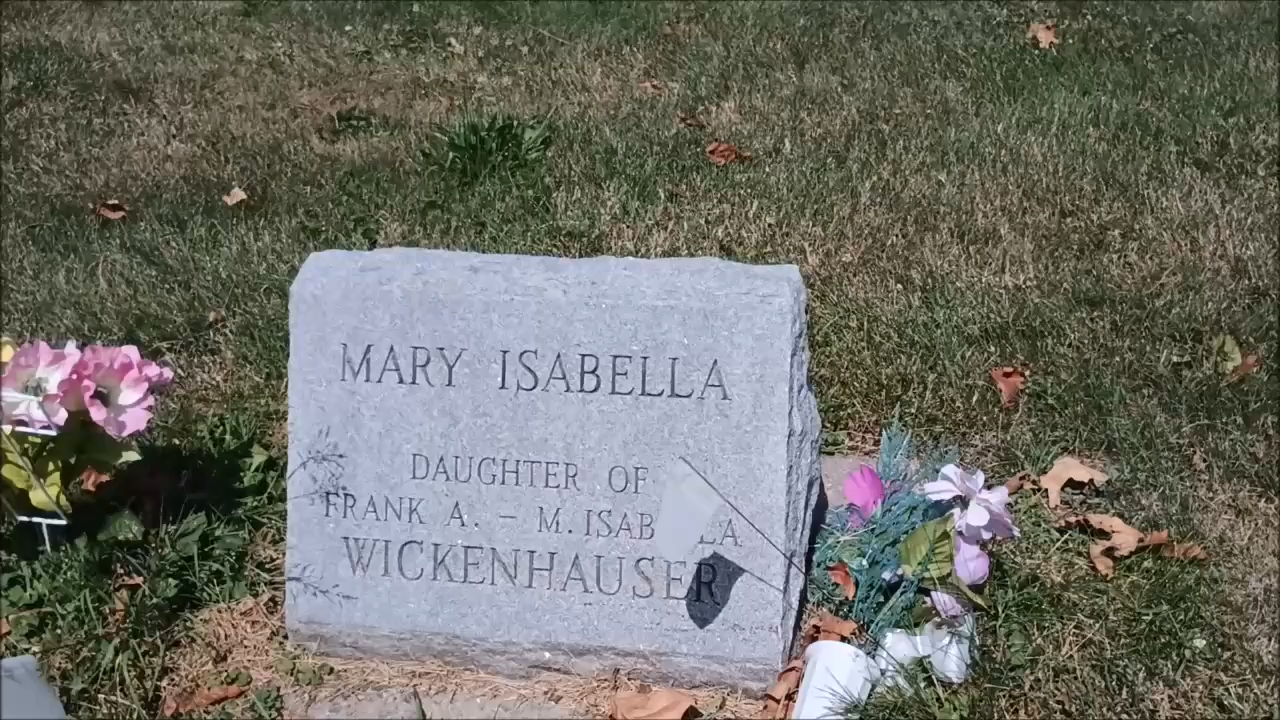 MARY ISABELLA
DAUGHTER OF
FRANK A. – M. ISABELLA
WICKENHAUSER